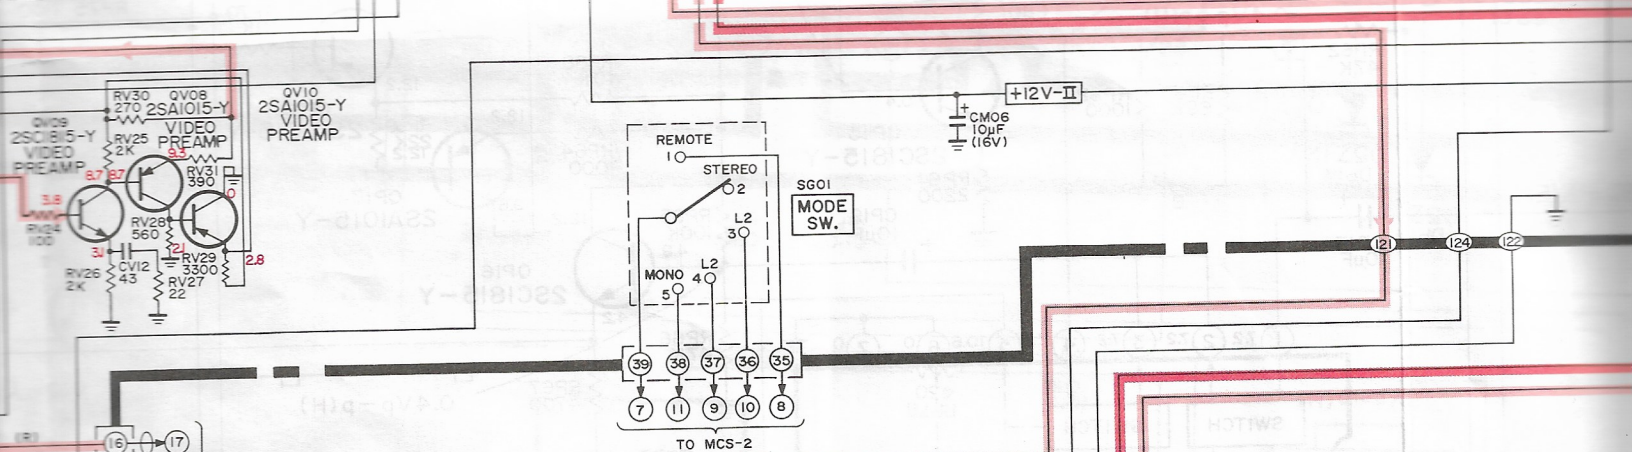 RV30
270
QV08
2SA1015-Y
VIDEO
PREAMP
QV10
2SA1015-Y
VIDEO
PREAMP
QV09
2SC1815-Y
VIDEO
PREAMP
RV25
2K
9.3
8.7
8.7
RV31
390
0
3.8
RV24
100
RV28
560
3.1
2.1
2.8
RV26
2K
CV12
43
RV29
3300
RV27
22
(R)
16
17
REMOTE
1
STEREO
2
L2
3
L2
4
MONO
5
SG01
MODE
SW.
39
38
37
36
35
7
11
9
10
8
TO MCS-2
+12V-II
+
CM06
10μF
(16V)
121
124
122